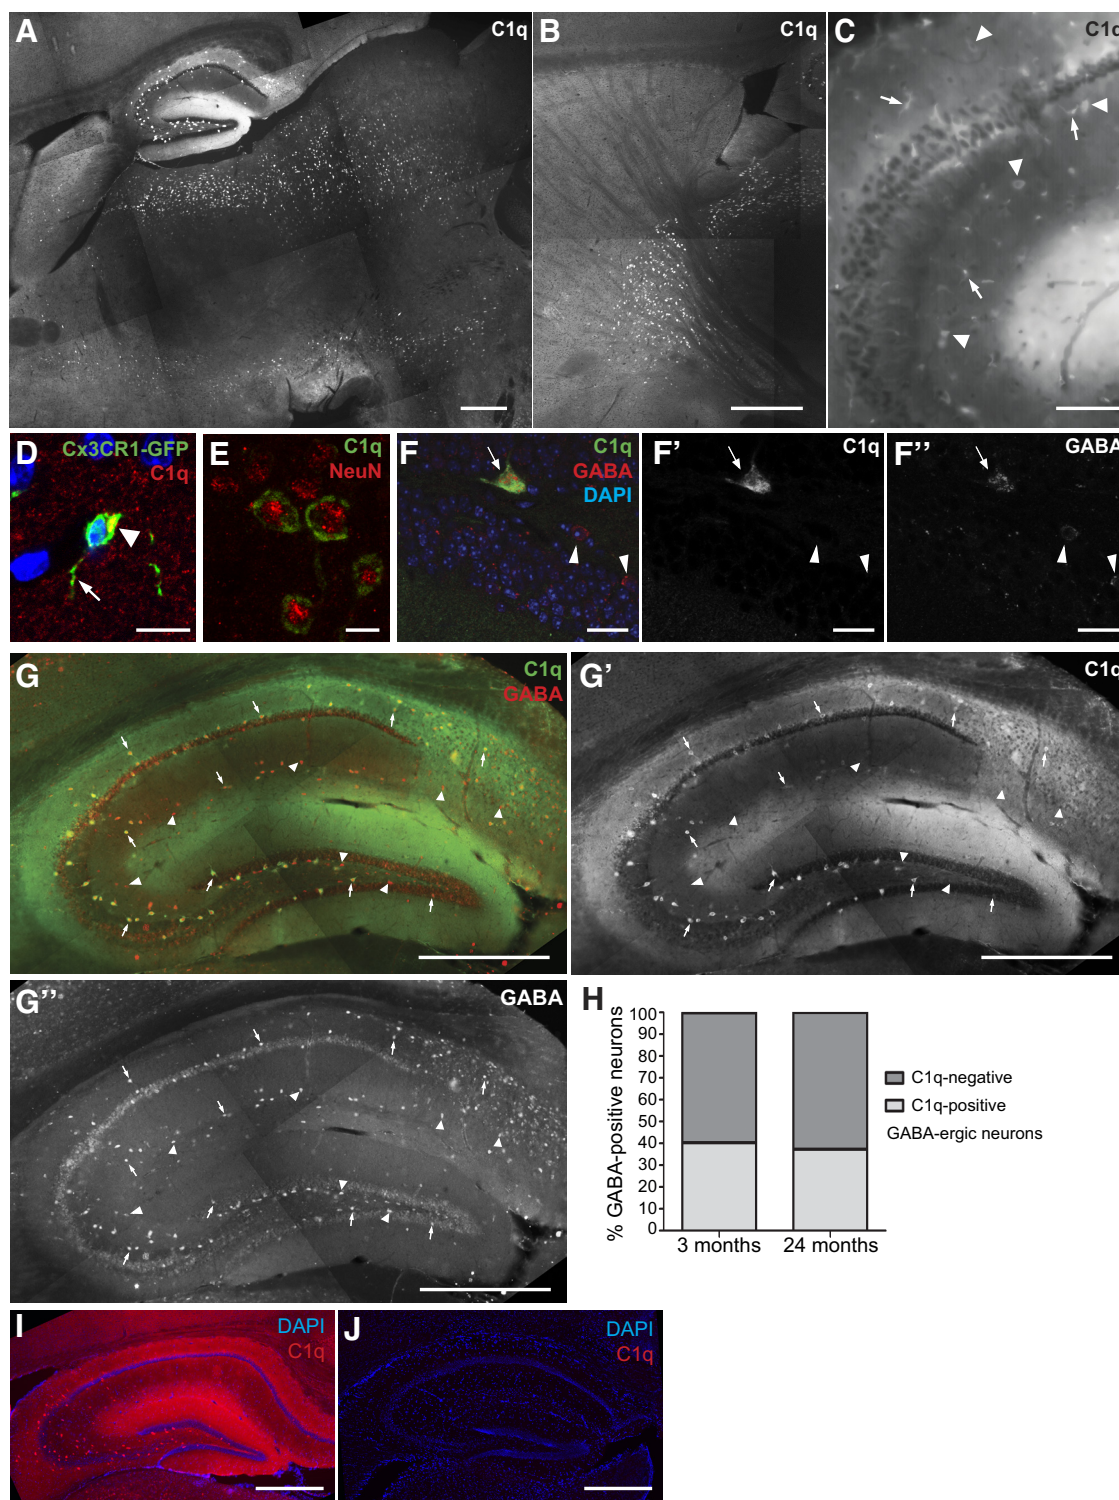 A
C1q
B
C1q
C
C1q
D
Cx3CR1-GFP
C1q
E
C1q
NeuN
F
C1q
GABA
DAPI
F'
C1q
F''
GABA
G
C1q
GABA
G'
C1q
G''
GABA
H
% GABA-positive neurons
100
90
80
70
60
50
40
30
20
10
0
3 months
24 months
C1q-negative
C1q-positive
GABA-ergic neurons
I
DAPI
C1q
J
DAPI
C1q